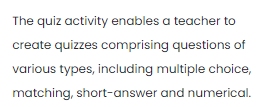 The quiz activity enables a teacher to
create quizzes comprising questions of
various types, including multiple choice,
matching, short-answer and numerical.